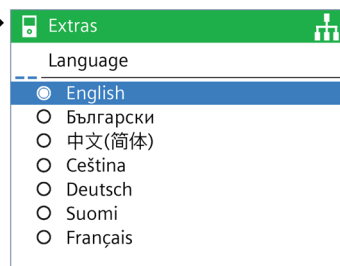 Extras
Language
English
Български
中文(简体)
Ceština
Deutsch
Suomi
Français